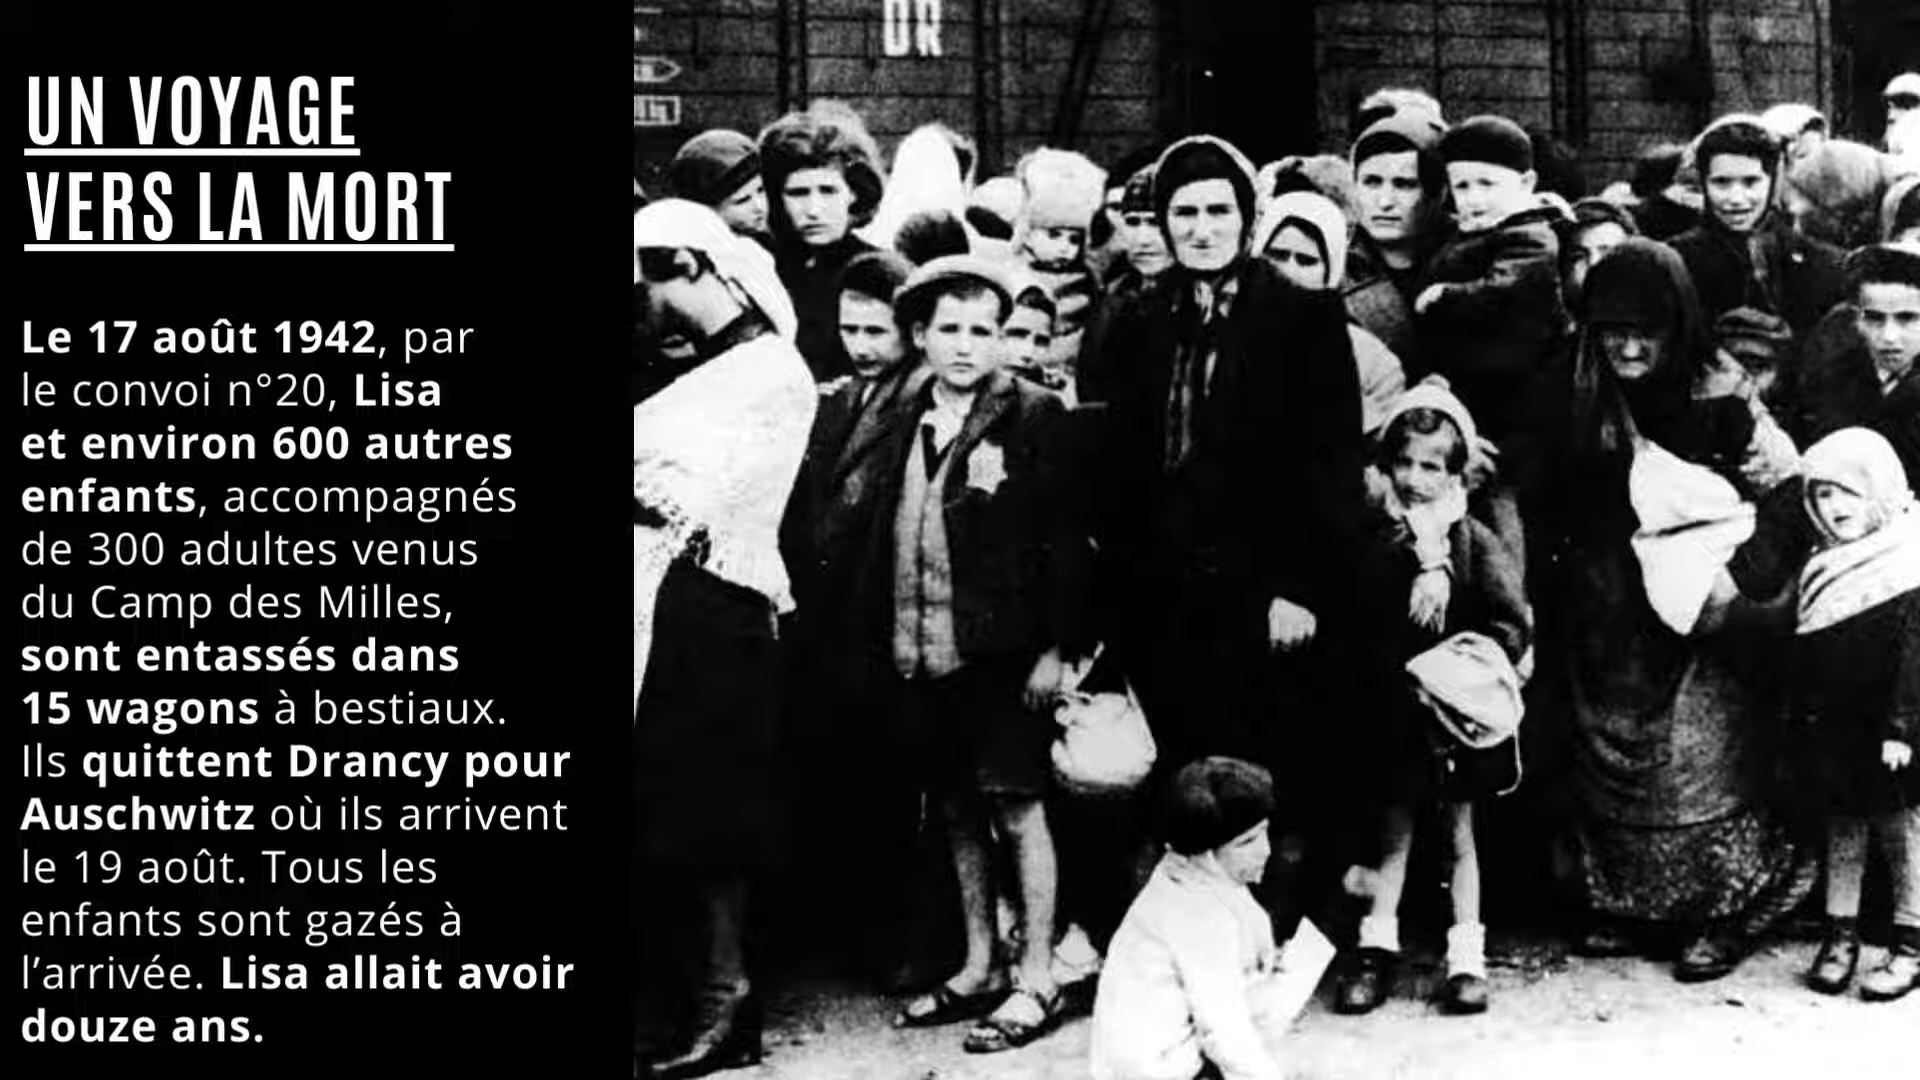 UN VOYAGE
VERS LA MORT
Le 17 août 1942, par
le convoi n°20, Lisa
et environ 600 autres
enfants, accompagnés
de 300 adultes venus
du Camp des Milles,
sont entassés dans
15 wagons à bestiaux.
Ils quittent Drancy pour
Auschwitz où ils arrivent
le 19 août. Tous les
enfants sont gazés à
l’arrivée. Lisa allait avoir
douze ans.
DR